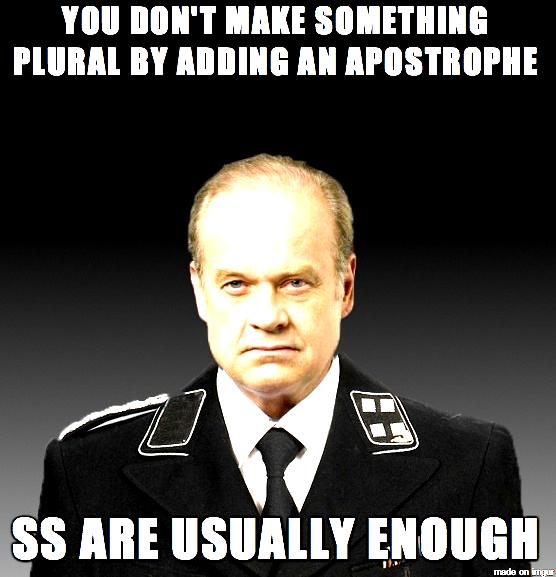 YOU DON'T MAKE SOMETHING
PLURAL BY ADDING AN APOSTROPHE
SS ARE USUALLY ENOUGH
made on imgur